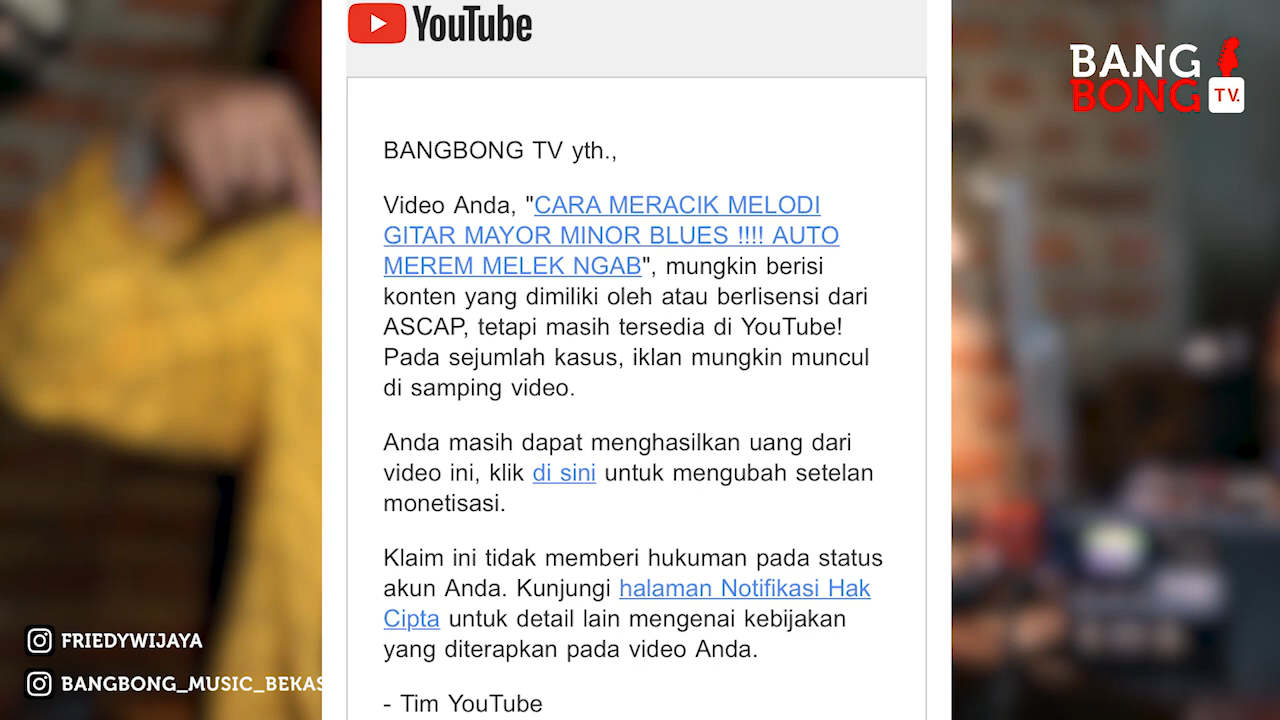 YouTube
BANG
BONG TV.
BANGBONG TV yth.,
Video Anda, "CARA MERACIK MELODI
GITAR MAYOR MINOR BLUES !!!! AUTO
MEREM MELEK NGAB", mungkin berisi
konten yang dimiliki oleh atau berlisensi dari
ASCAP, tetapi masih tersedia di YouTube!
Pada sejumlah kasus, iklan mungkin muncul
di samping video.
Anda masih dapat menghasilkan uang dari
video ini, klik di sini untuk mengubah setelan
monetisasi.
Klaim ini tidak memberi hukuman pada status
akun Anda. Kunjungi halaman Notifikasi Hak
Cipta untuk detail lain mengenai kebijakan
yang diterapkan pada video Anda.
- Tim YouTube
FRIEDYWIJAYA
BANGBONG_MUSIC_BEKAS